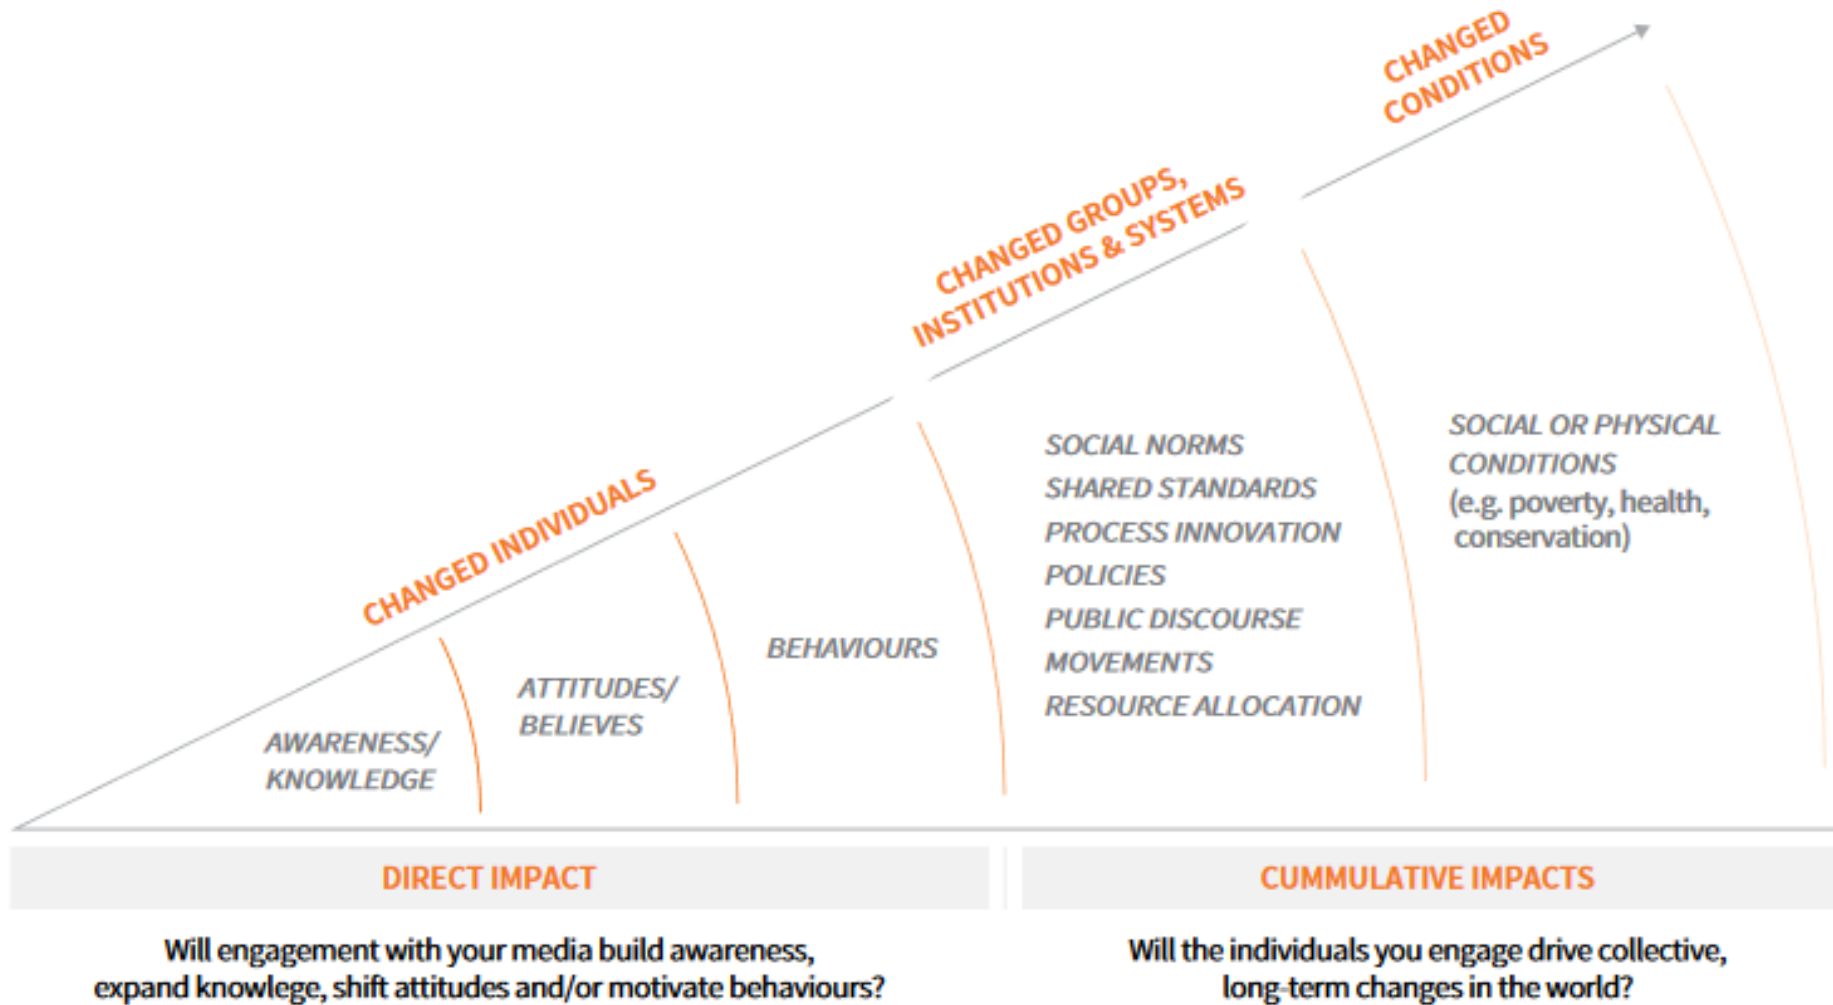 CHANGED
CONDITIONS
CHANGED GROUPS,
INSTITUTIONS & SYSTEMS
CHANGED INDIVIDUALS
AWARENESS/
KNOWLEDGE
ATTITUDES/
BELIEVES
BEHAVIOURS
SOCIAL NORMS
SHARED STANDARDS
PROCESS INNOVATION
POLICIES
PUBLIC DISCOURSE
MOVEMENTS
RESOURCE ALLOCATION
SOCIAL OR PHYSICAL
CONDITIONS
(e.g. poverty, health,
conservation)
DIRECT IMPACT
Will engagement with your media build awareness,
expand knowlege, shift attitudes and/or motivate behaviours?
CUMMULATIVE IMPACTS
Will the individuals you engage drive collective,
long-term changes in the world?